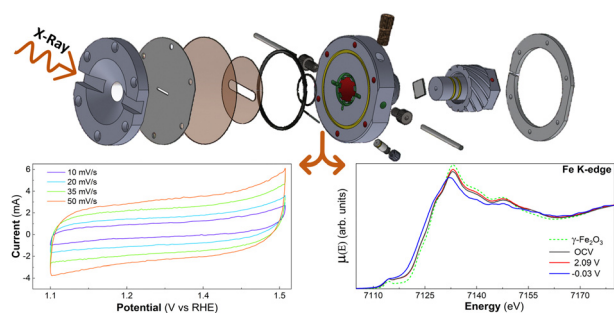 X-Ray
10 mV/s
20 mV/s
35 mV/s
50 mV/s
Current (mA)
6
4
2
0
-2
-4
1.1
1.2
1.4
1.5
Potential (V vs RHE)
Fe K-edge
γ-Fe₂O₃
OCV
2.09 V
-0.03 V
μ(E) (arb. units)
7110
7125
7140
7155
7170
Energy (eV)